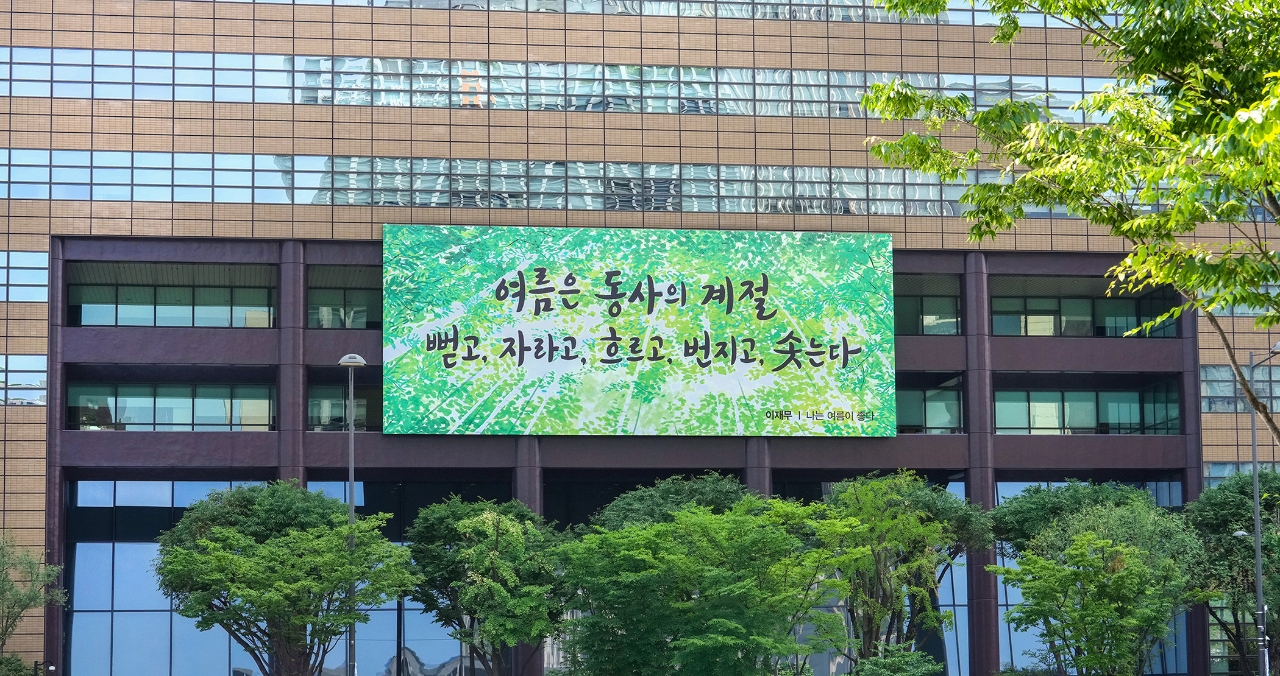 여름은 동사의 계절
뻗고, 자라고, 흐르고, 번지고, 솟는다
이재무 | 나는 여름이 좋다